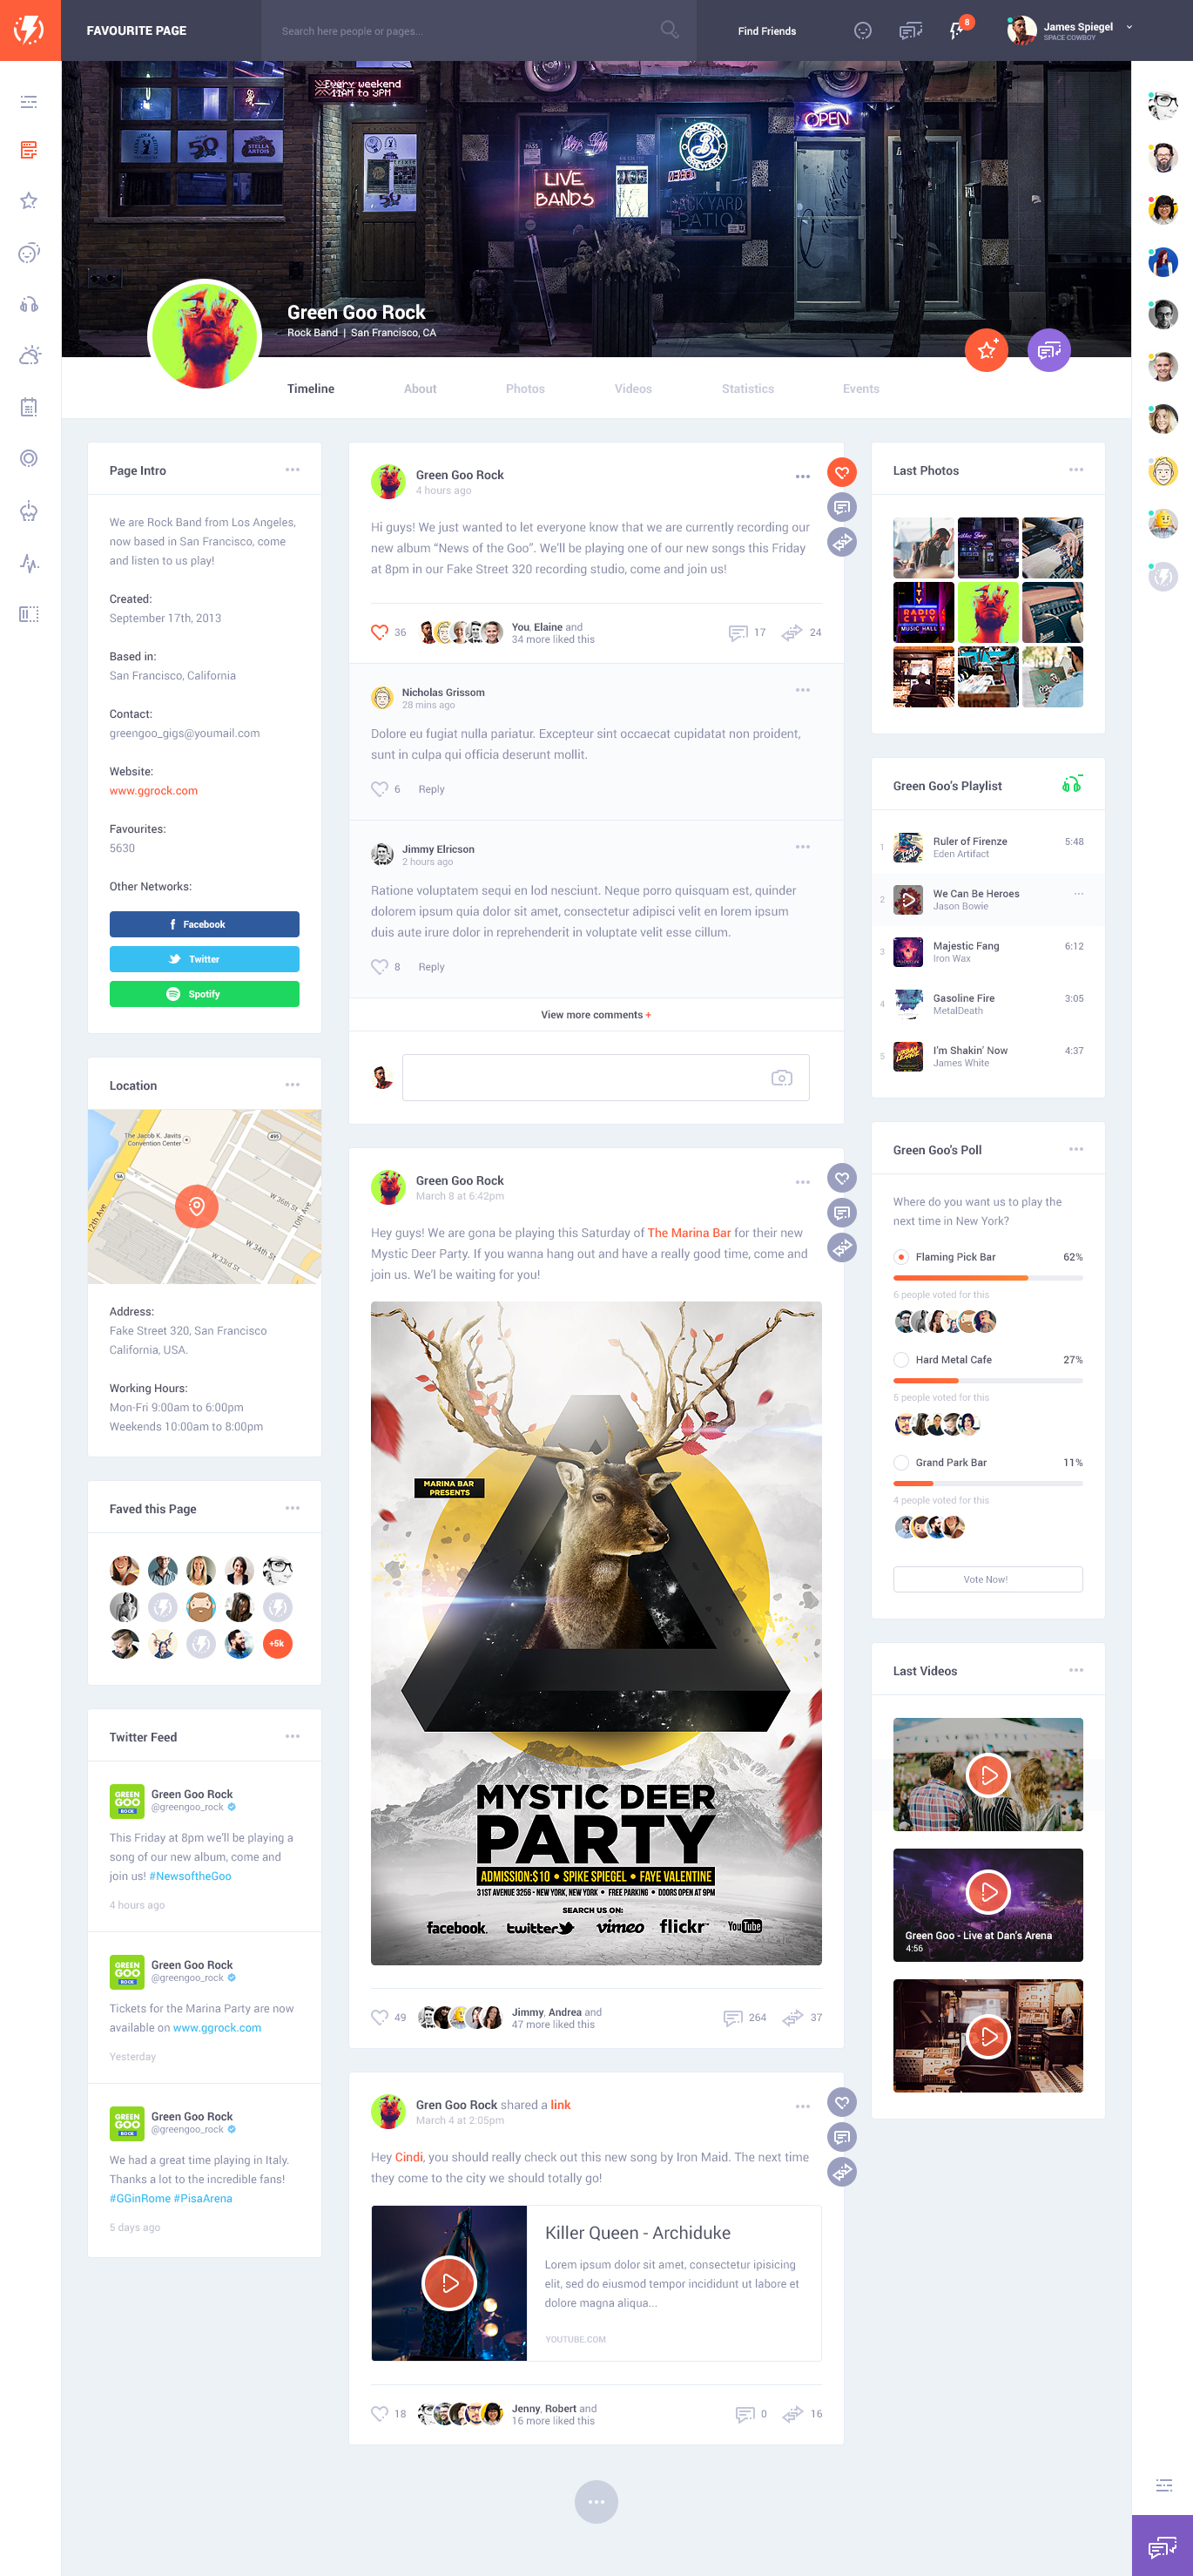 FAVOURITE PAGE
Search here people or pages...
Find Friends
8
James Spiegel
SPACE COWBOY
Every weekend
11AM to 3PM
50
STELLA ARTOIS
LIVE
BANDS
BROOKLYN
BREWERY
BACKYARD
PATIO
OPEN
Green Goo Rock
Rock Band | San Francisco, CA
Timeline
About
Photos
Videos
Statistics
Events
Page Intro
We are Rock Band from Los Angeles,
now based in San Francisco, come
and listen to us play!
Created:
September 17th, 2013
Based in:
San Francisco, California
Contact:
greengoo_gigs@youmail.com
Website:
www.ggrock.com
Favourites:
5630
Other Networks:
Facebook
Twitter
Spotify
Location
The Jacob K. Javits
Convention Center
495
9A
12th Ave
W 36th St
10th Ave
W 34th St
W 33rd St
Address:
Fake Street 320, San Francisco
California, USA.
Working Hours:
Mon-Fri 9:00am to 6:00pm
Weekends 10:00am to 8:00pm
Faved this Page
+5k
Twitter Feed
GREEN
GOO
ROCK
Green Goo Rock
@greengoo_rock
This Friday at 8pm we'll be playing a
song of our new album, come and
join us! #NewsoftheGoo
4 hours ago
GREEN
GOO
ROCK
Green Goo Rock
@greengoo_rock
Tickets for the Marina Party are now
available on www.ggrock.com
Yesterday
GREEN
GOO
ROCK
Green Goo Rock
@greengoo_rock
We had a great time playing in Italy.
Thanks a lot to the incredible fans!
#GGinRome #PisaArena
5 days ago
Green Goo Rock
4 hours ago
Hi guys! We just wanted to let everyone know that we are currently recording our
new album “News of the Goo”. We'll be playing one of our new songs this Friday
at 8pm in our Fake Street 320 recording studio, come and join us!
36
You, Elaine and
34 more liked this
17
24
Nicholas Grissom
28 mins ago
Dolore eu fugiat nulla pariatur. Excepteur sint occaecat cupidatat non proident,
sunt in culpa qui officia deserunt mollit.
6
Reply
Jimmy Elricson
2 hours ago
Ratione voluptatem sequi en lod nesciunt. Neque porro quisquam est, quinder
dolorem ipsum quia dolor sit amet, consectetur adipisci velit en lorem ipsum
duis aute irure dolor in reprehenderit in voluptate velit esse cillum.
8
Reply
View more comments +
Green Goo Rock
March 8 at 6:42pm
Hey guys! We are gona be playing this Saturday of The Marina Bar for their new
Mystic Deer Party. If you wanna hang out and have a really good time, come and
join us. We'l be waiting for you!
MARINA BAR
PRESENTS
MYSTIC DEER
PARTY
ADMISSION:$10 • SPIKE SPIEGEL • FAYE VALENTINE
31ST AVENUE 3256 - NEW YORK, NEW YORK • FREE PARKING • DOORS OPEN AT 9PM
SEARCH US ON:
facebook
twitter
vimeo
flickr
YouTube
49
Jimmy, Andrea and
47 more liked this
264
37
Gren Goo Rock shared a link
March 4 at 2:05pm
Hey Cindi, you should really check out this new song by Iron Maid. The next time
they come to the city we should totally go!
Killer Queen - Archiduke
Lorem ipsum dolor sit amet, consectetur ipisicing
elit, sed do eiusmod tempor incididunt ut labore et
dolore magna aliqua...
YOUTUBE.COM
18
Jenny, Robert and
16 more liked this
0
16
Last Photos
CITY
RADIO
CITY
MUSIC HALL
Green Goo's Playlist
1
Ruler of Firenze
Eden Artifact
5:48
2
We Can Be Heroes
Jason Bowie
3
Majestic Fang
Iron Wax
6:12
4
Gasoline Fire
MetalDeath
3:05
5
I'm Shakin' Now
James White
4:37
Green Goo's Poll
Where do you want us to play the
next time in New York?
Flaming Pick Bar
62%
6 people voted for this
Hard Metal Cafe
27%
5 people voted for this
Grand Park Bar
11%
4 people voted for this
Vote Now!
Last Videos
Green Goo - Live at Dan's Arena
4:56